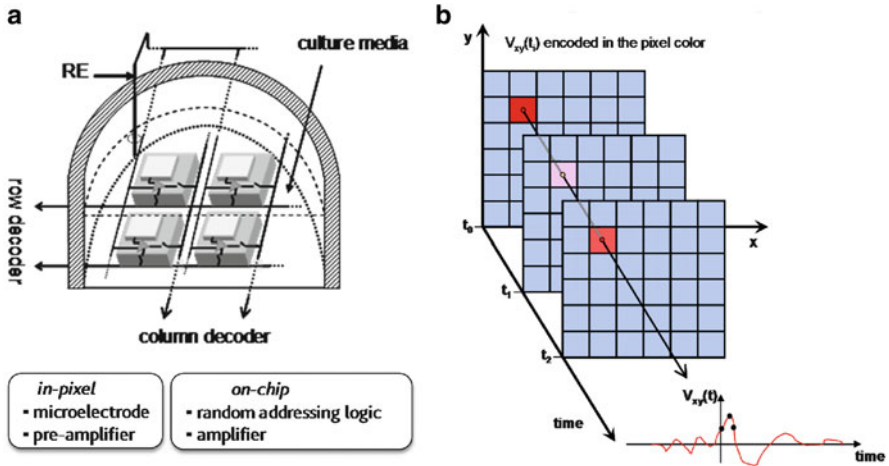 a
RE
culture media
row decoder
column decoder
in-pixel
▪ microelectrode
▪ pre-amplifier
on-chip
▪ random addressing logic
▪ amplifier
b
y
Vxy(ti) encoded in the pixel color
t0
x
t1
t2
time
Vxy(t)
time